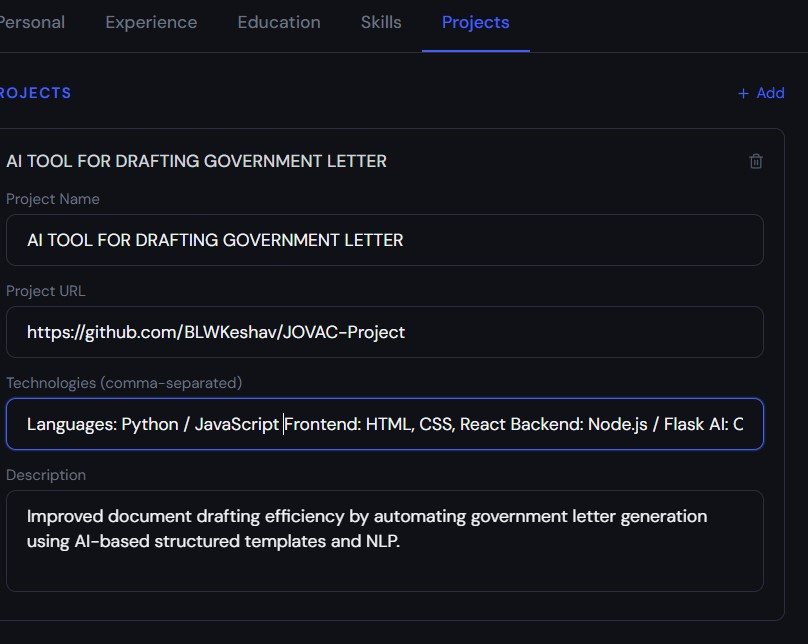 Personal Experience Education Skills Projects
ROJECTS + Add
AI TOOL FOR DRAFTING GOVERNMENT LETTER
Project Name
AI TOOL FOR DRAFTING GOVERNMENT LETTER
Project URL
https://github.com/BLWKeshav/JOVAC-Project
Technologies (comma-separated)
Languages: Python / JavaScript Frontend: HTML, CSS, React Backend: Node.js / Flask AI:
Description
Improved document drafting efficiency by automating government letter generation
using AI-based structured templates and NLP.